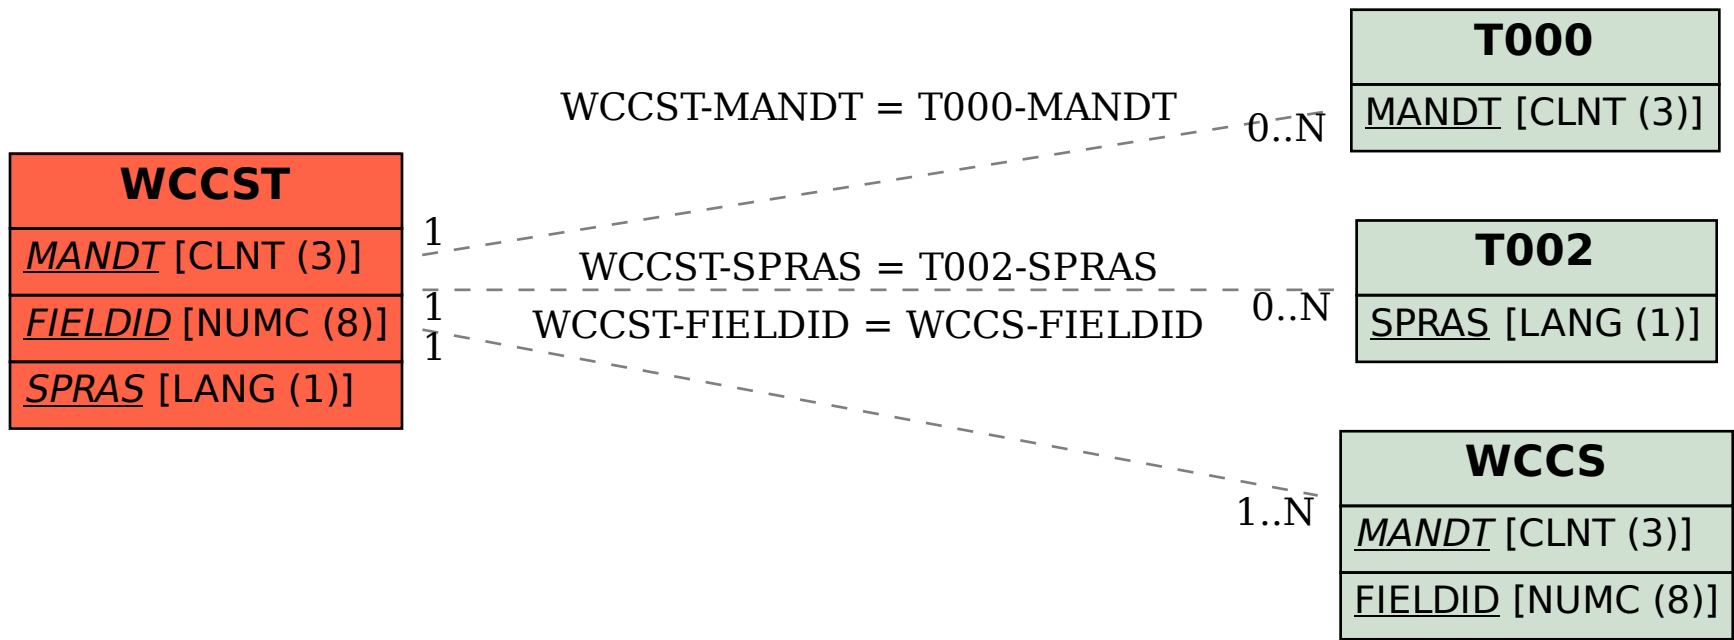 WCCST
MANDT [CLNT (3)]
FIELDID [NUMC (8)]
SPRAS [LANG (1)]
WCCST-MANDT = T000-MANDT
1
0..N
WCCST-SPRAS = T002-SPRAS
1
0..N
WCCST-FIELDID = WCCS-FIELDID
1
1..N
T000
MANDT [CLNT (3)]
T002
SPRAS [LANG (1)]
WCCS
MANDT [CLNT (3)]
FIELDID [NUMC (8)]